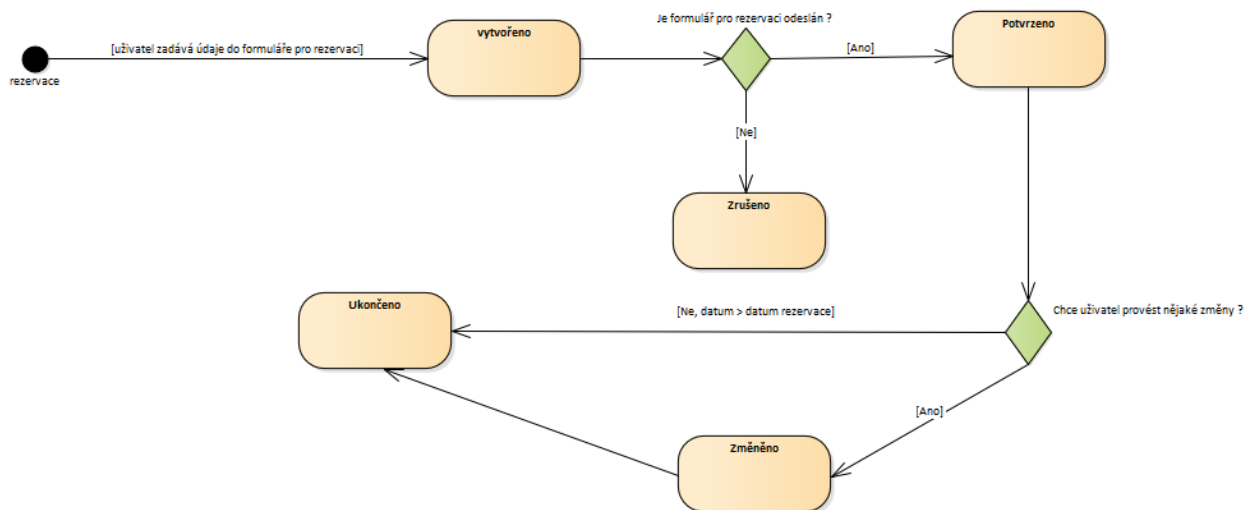 Je formulář pro rezervaci odeslán ?
vytvořeno
Potvrzeno
[uživatel zadává údaje do formuláře pro rezervaci]
[Ano]
rezervace
[Ne]
Zrušeno
Ukončeno
[Ne, datum > datum rezervace]
Chce uživatel provést nějaké změny ?
[Ano]
Změněno